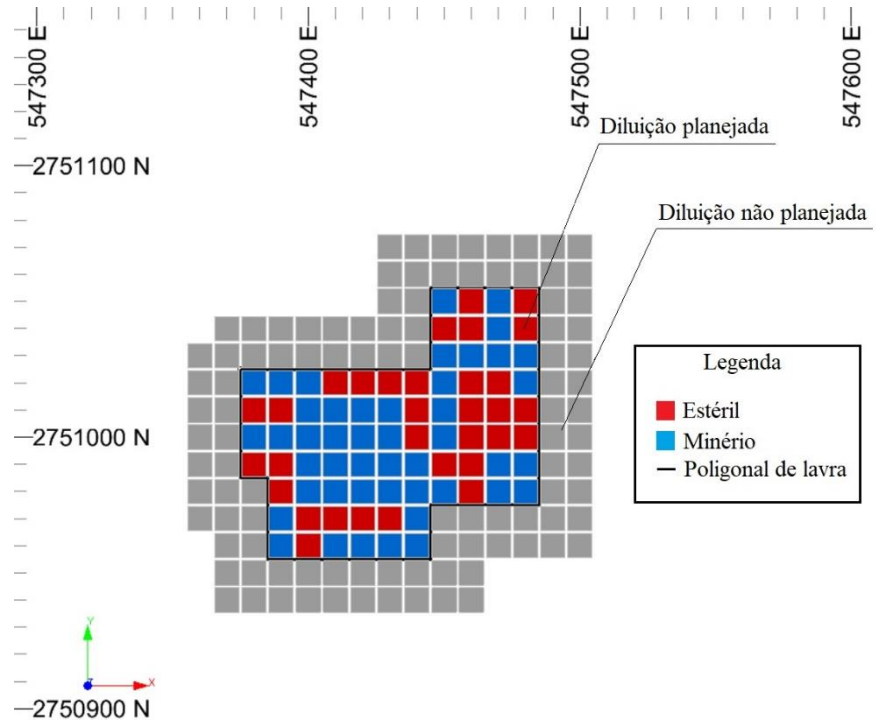 547300 E
547400 E
547500 E
547600 E
Diluição planejada
2751100 N
Diluição não planejada
Legenda
Estéril
2751000 N
Minério
Poligonal de lavra
Y
Z
X
2750900 N